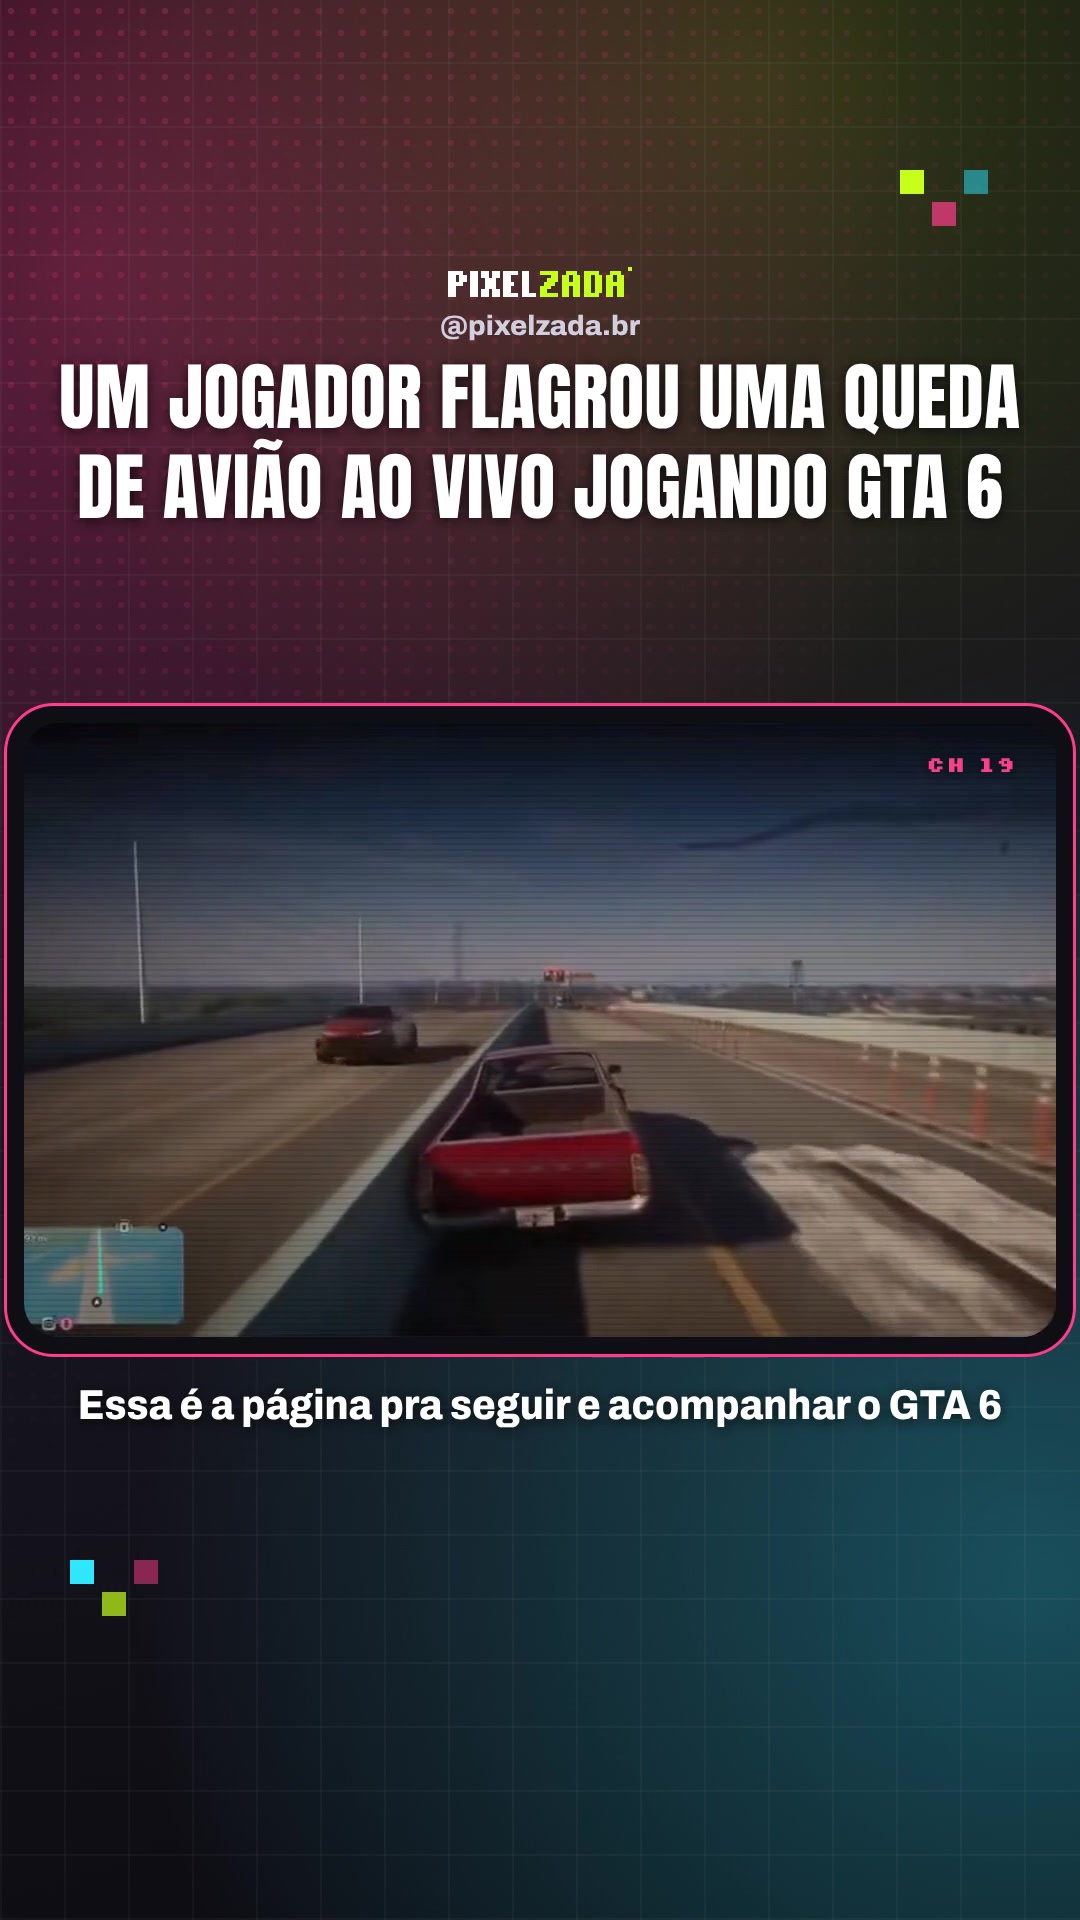 PIXELZADA
@pixelzada.br
UM JOGADOR FLAGROU UMA QUEDA
DE AVIÃO AO VIVO JOGANDO GTA 6
CH 19
Essa é a página pra seguir e acompanhar o GTA 6